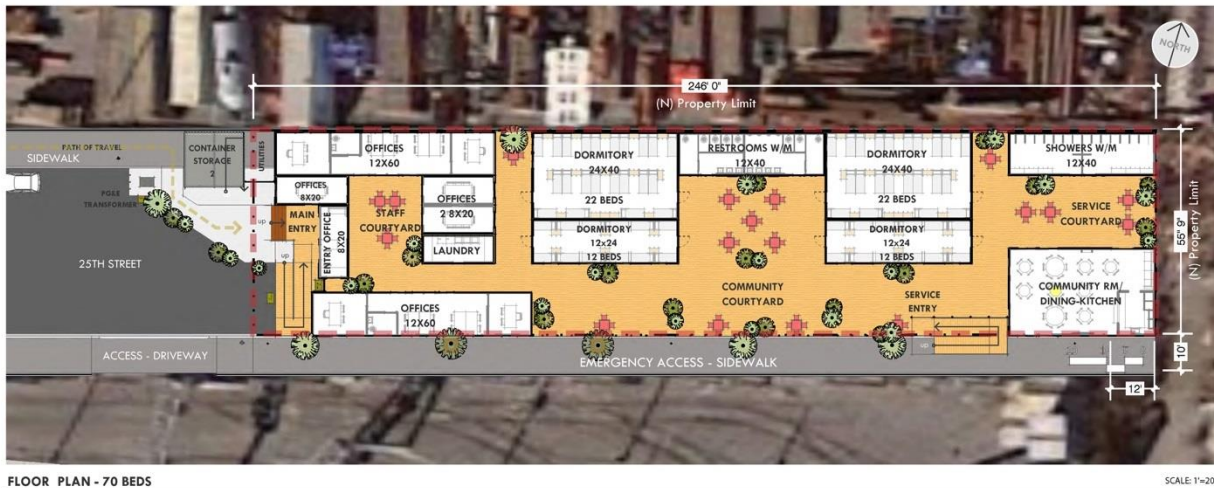 NORTH
246' 0"
(N) Property Limit
PATH OF TRAVEL
SIDEWALK
CONTAINER
STORAGE
2
UTILITIES
OFFICES
12X60
DORMITORY
24X40
22 BEDS
RESTROOMS W/M
12X40
DORMITORY
24X40
22 BEDS
SHOWERS W/M
12X40
55' 9"
(N) Property Limit
POLE
TRANSFORMER
OFFICES
8X20
up
MAIN
ENTRY
up
ENTRY OFFICE
8X20
STAFF
COURTYARD
OFFICES
2 8X20
LAUNDRY
DORMITORY
12x24
12 BEDS
DORMITORY
12x24
12 BEDS
SERVICE
COURTYARD
25TH STREET
OFFICES
12X60
COMMUNITY
COURTYARD
SERVICE
ENTRY
up
COMMUNITY RM
DINING-KITCHEN
ACCESS - DRIVEWAY
EMERGENCY ACCESS - SIDEWALK
10'
12'
FLOOR PLAN - 70 BEDS
SCALE: 1'=20